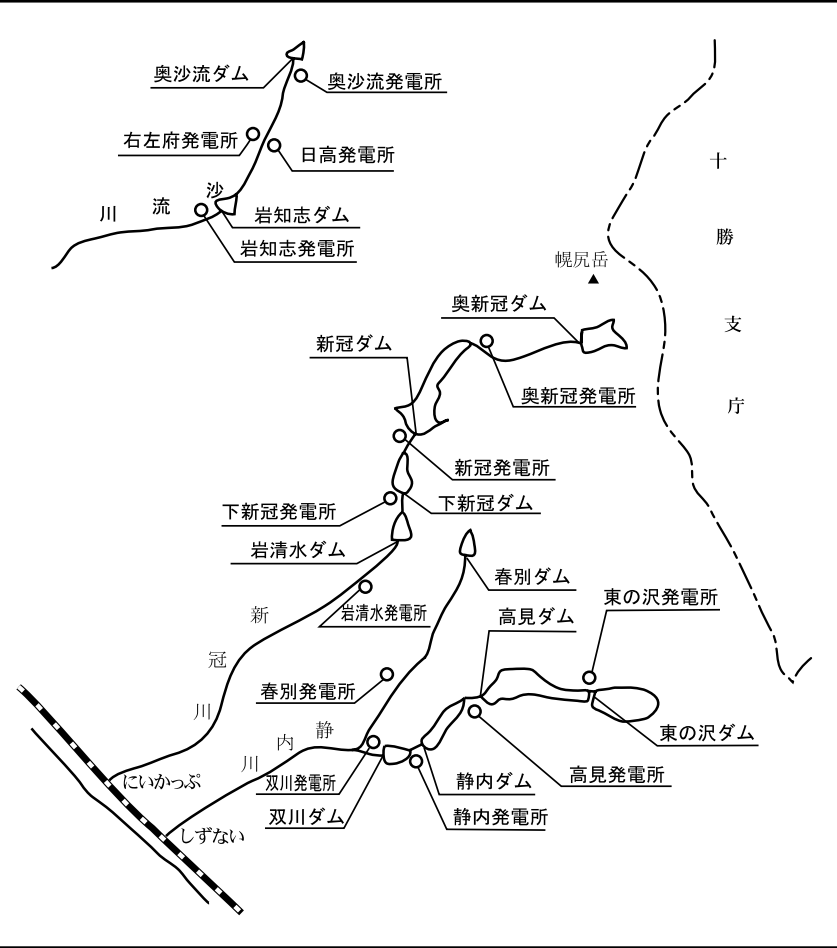 奥沙流ダム
奥沙流発電所
右左府発電所
日高発電所
沙
流
川
岩知志ダム
岩知志発電所
十
勝
支
庁
幌尻岳
奥新冠ダム
新冠ダム
奥新冠発電所
新冠発電所
下新冠発電所
下新冠ダム
岩清水ダム
春別ダム
岩清水発電所
東の沢発電所
高見ダム
新
冠
川
春別発電所
静
内
川
東の沢ダム
双川発電所
静内ダム
高見発電所
双川ダム
静内発電所
にいかっぷ
しずない